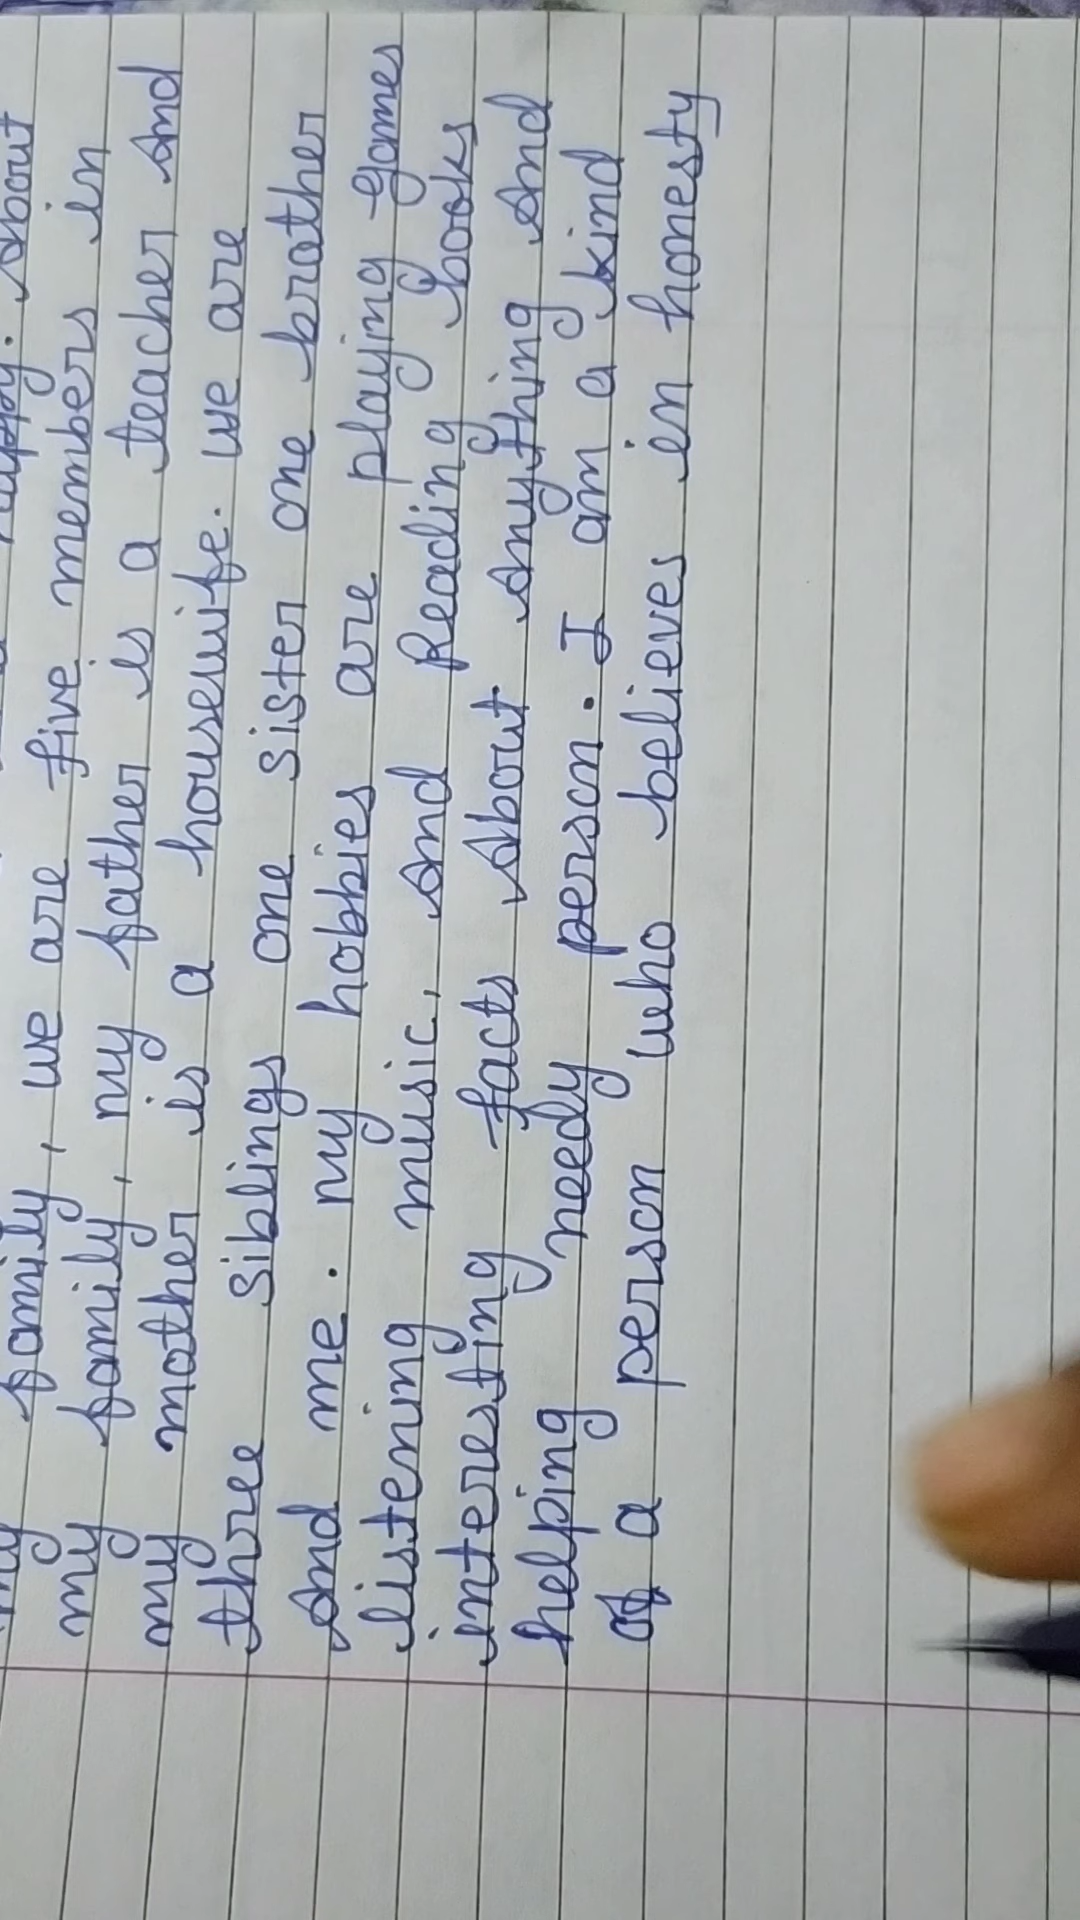 my family, we are five members in
my family, my father is a teacher and
my mother is a housewife. we are
three siblings one sister one brother
and me. my hobbies are playing games
listening music, and Reading books
interesting facts about anything and
helping needy person. I am a kind
of a person who believes in honesty